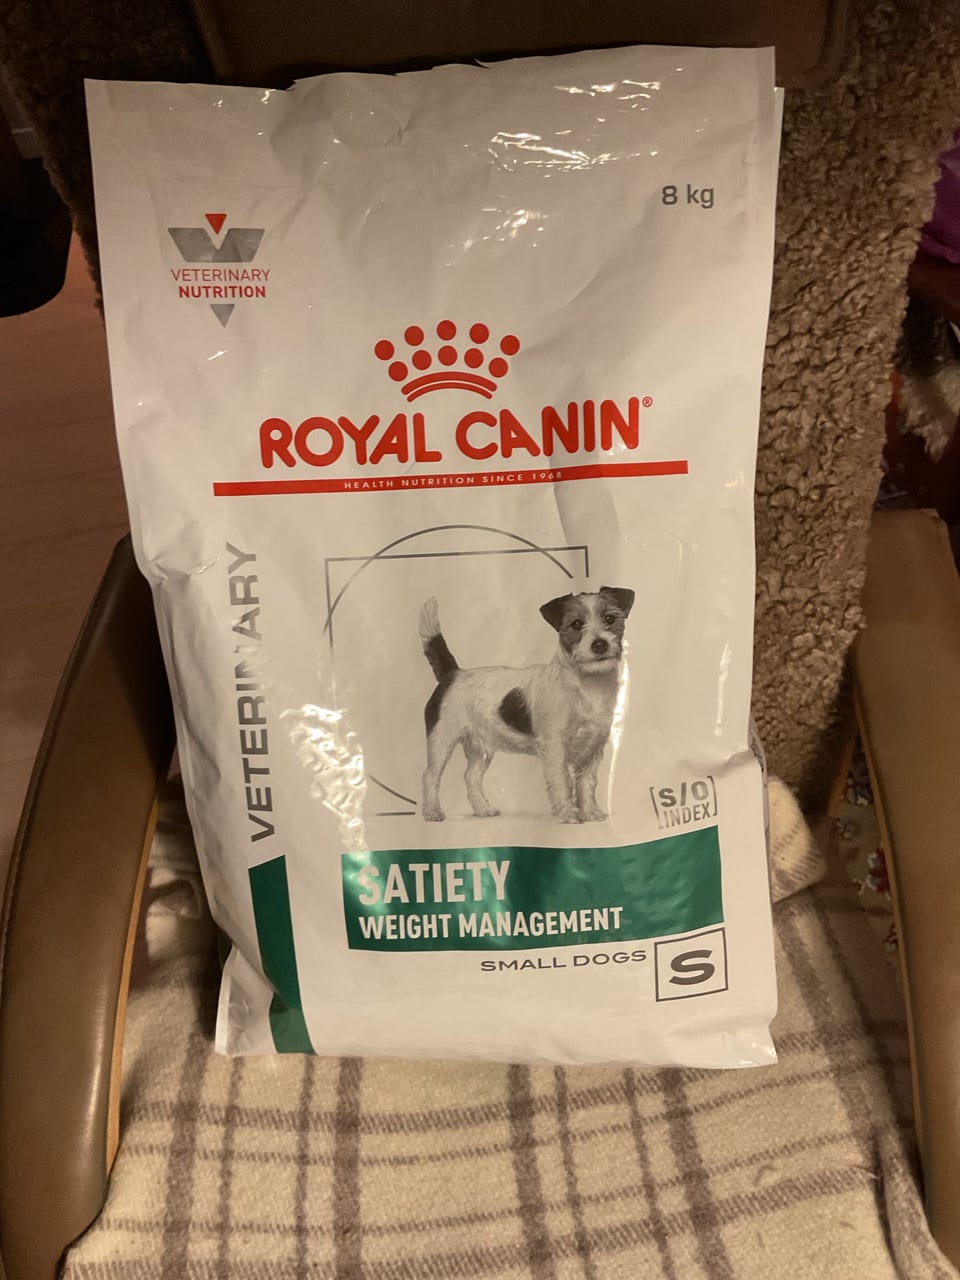 8 kg
VETERINARY
NUTRITION
ROYAL CANIN®
HEALTH NUTRITION SINCE 1968
VETERINARY
S/O
INDEX
SATIETY
WEIGHT MANAGEMENT
SMALL DOGS
S